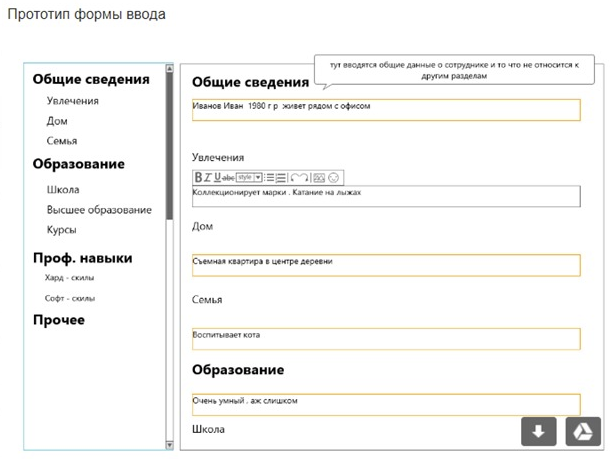 Прототип формы ввода
Общие сведения
Увлечения
Дом
Семья
Образование
Школа
Высшее образование
Курсы
Проф. навыки
Хард - скилы
Софт - скилы
Прочее
тут вводятся общие данные о сотруднике и то что не относится к
другим разделам
Общие сведения
Иванов Иван 1980 г р живет рядом с офисом
Увлечения
B I U abc style
Коллекционирует марки . Катание на лыжах
Дом
Съемная квартира в центре деревни
Семья
Воспитывает кота
Образование
Очень умный . аж слишком
Школа